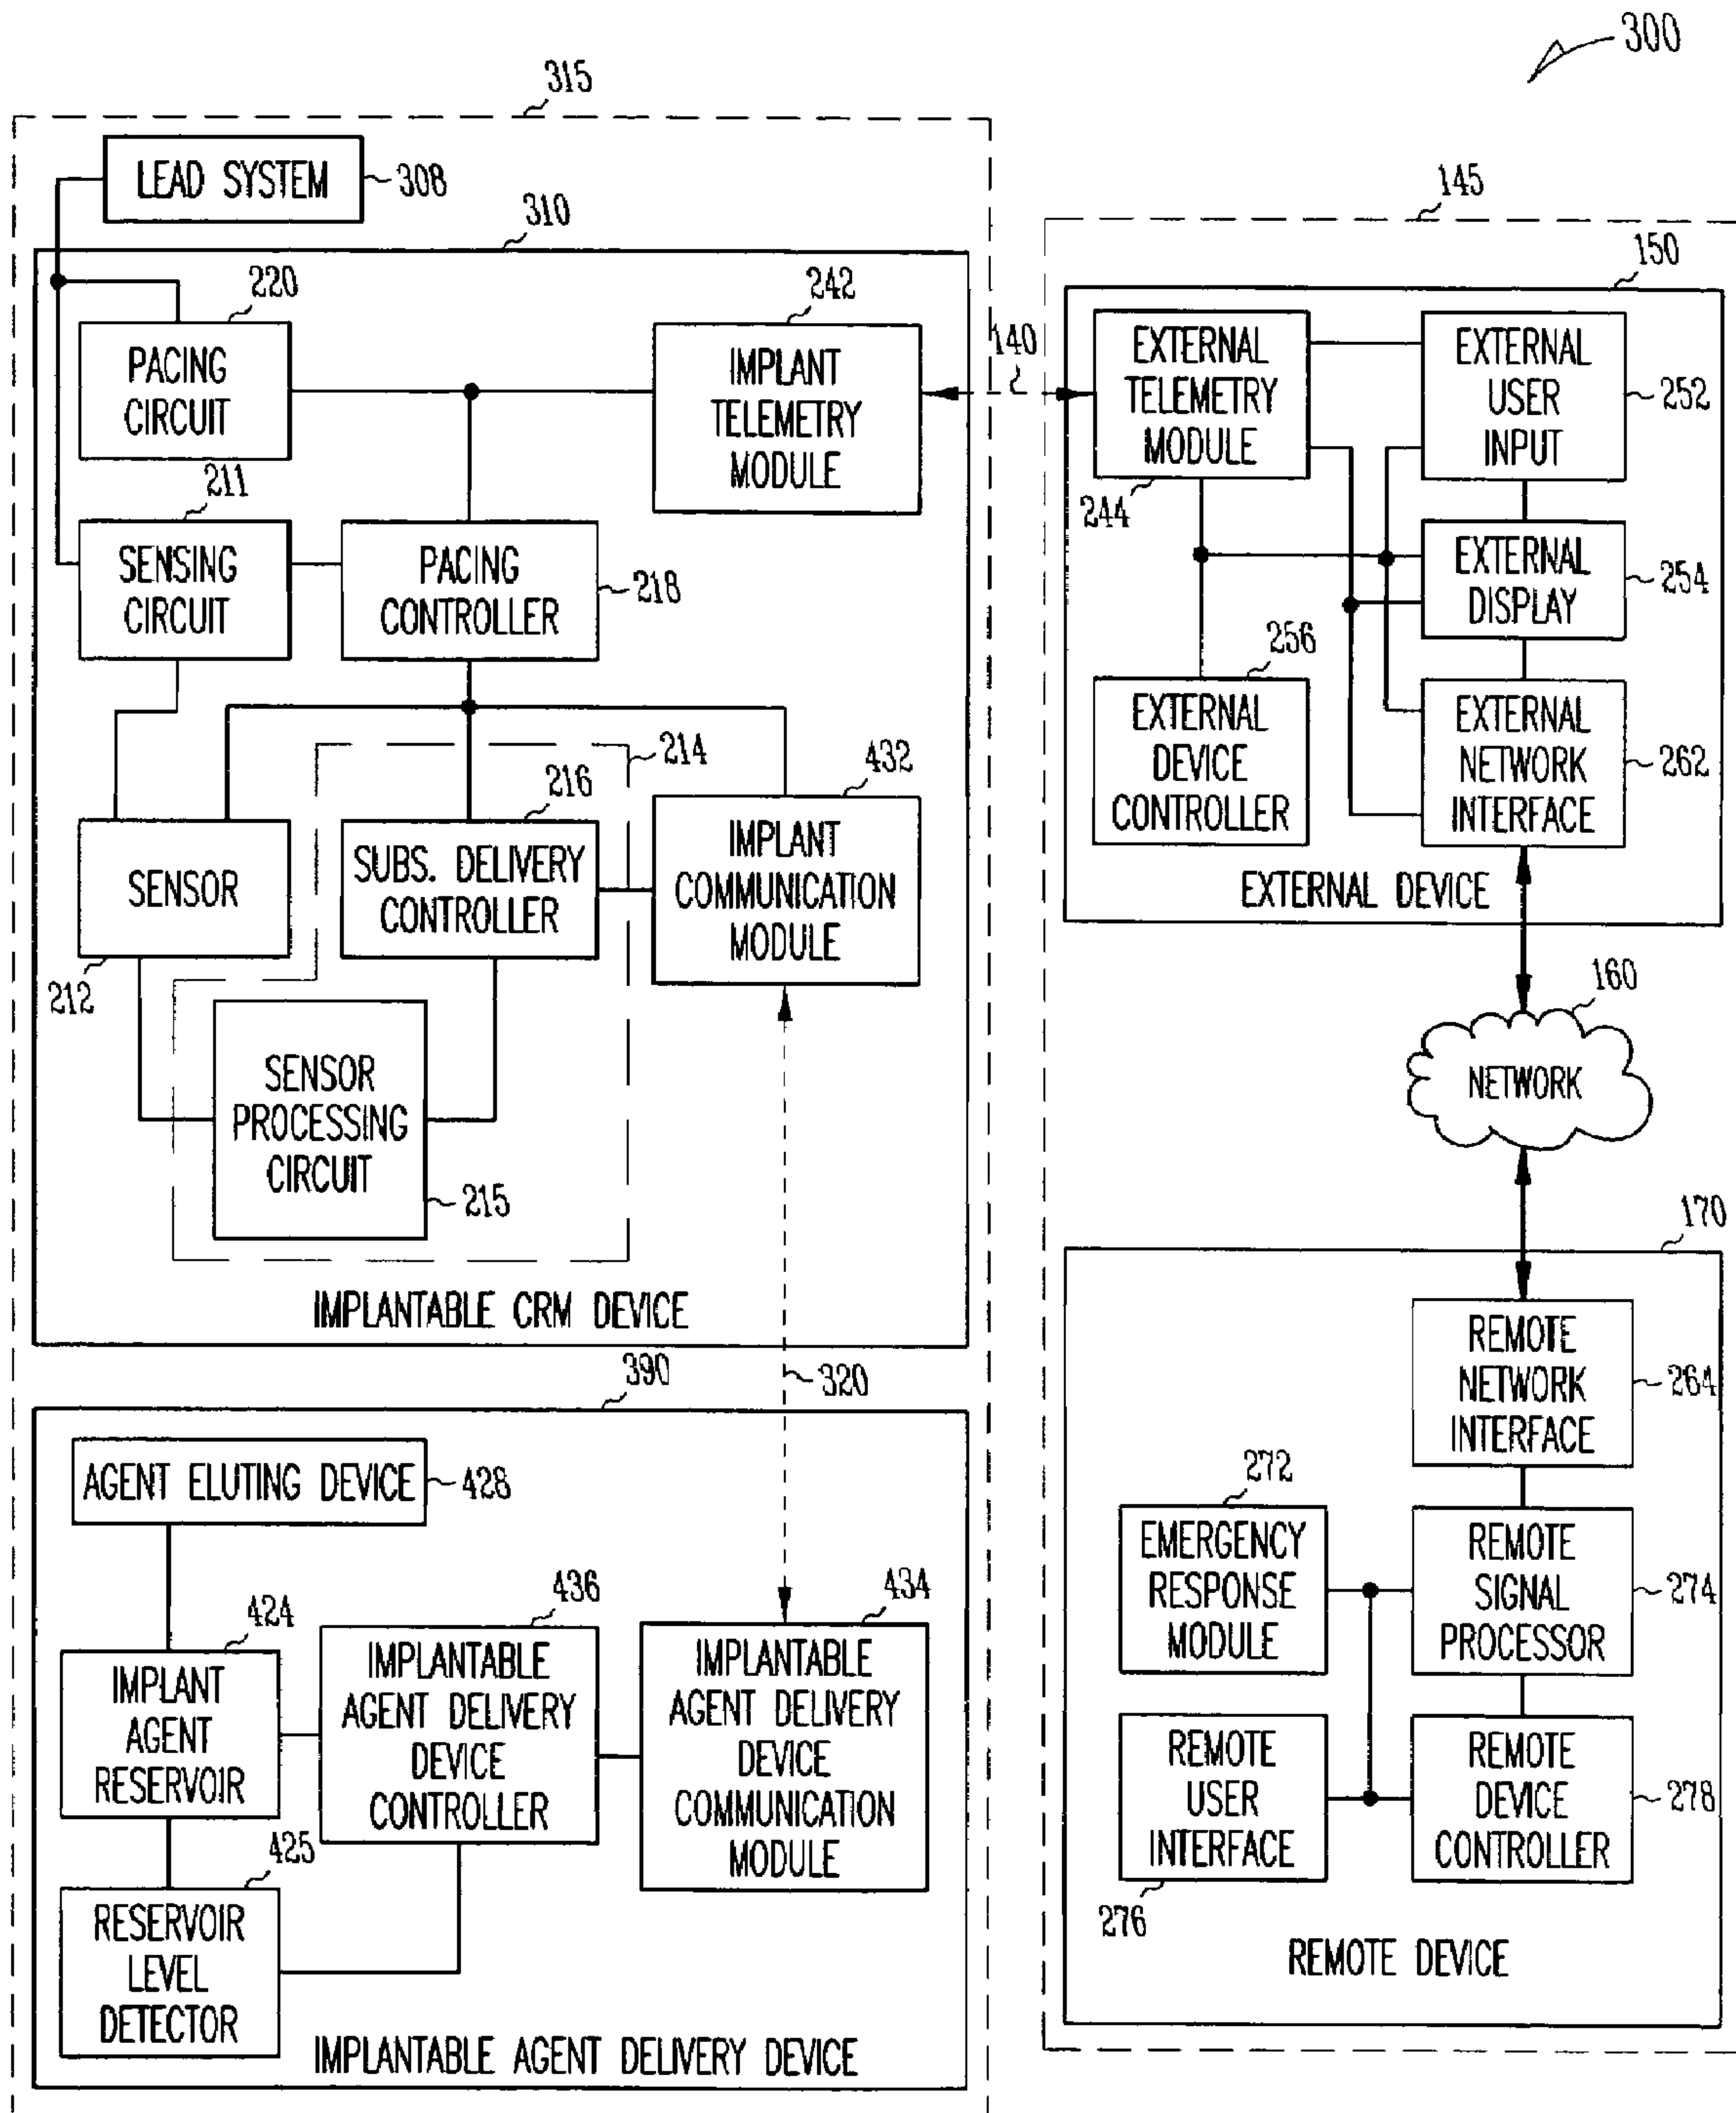 300
315
LEAD SYSTEM
308
310
220
PACING
CIRCUIT
242
IMPLANT
TELEMETRY
MODULE
211
SENSING
CIRCUIT
PACING
CONTROLLER
218
214
216
432
SENSOR
212
SUBS. DELIVERY
CONTROLLER
IMPLANT
COMMUNICATION
MODULE
SENSOR
PROCESSING
CIRCUIT
215
IMPLANTABLE CRM DEVICE
320
390
AGENT ELUTING DEVICE
428
424
IMPLANT
AGENT
RESERVOIR
436
IMPLANTABLE
AGENT DELIVERY
DEVICE
CONTROLLER
434
IMPLANTABLE
AGENT DELIVERY
DEVICE
COMMUNICATION
MODULE
425
RESERVOIR
LEVEL
DETECTOR
IMPLANTABLE AGENT DELIVERY DEVICE
140
145
150
EXTERNAL
TELEMETRY
MODULE
244
EXTERNAL
USER
INPUT
252
EXTERNAL
DISPLAY
254
256
EXTERNAL
DEVICE
CONTROLLER
EXTERNAL
NETWORK
INTERFACE
262
EXTERNAL DEVICE
160
NETWORK
170
REMOTE
NETWORK
INTERFACE
264
272
EMERGENCY
RESPONSE
MODULE
REMOTE
SIGNAL
PROCESSOR
274
REMOTE
USER
INTERFACE
276
REMOTE
DEVICE
CONTROLLER
278
REMOTE DEVICE